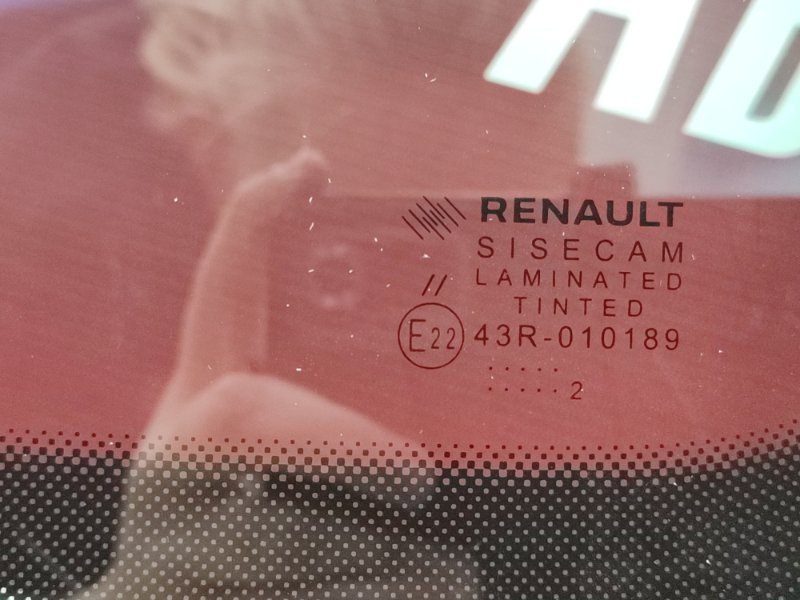 RENAULT
SISECAM
LAMINATED
TINTED
E22 43R-010189
. . . . . .
. . . . . . 2